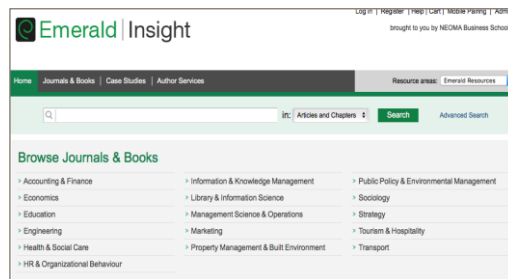 Log in | Register | Help | Cart | Mobile Pairing | Admi
Emerald | Insight
brought to you by NEOMA Business School
Home Journals & Books | Case Studies | Author Services Resource areas: Emerald Resources
in: Articles and Chapters Search Advanced Search
Browse Journals & Books
> Accounting & Finance > Information & Knowledge Management > Public Policy & Environmental Management
> Economics > Library & Information Science > Sociology
> Education > Management Science & Operations > Strategy
> Engineering > Marketing > Tourism & Hospitality
> Health & Social Care > Property Management & Built Environment > Transport
> HR & Organizational Behaviour